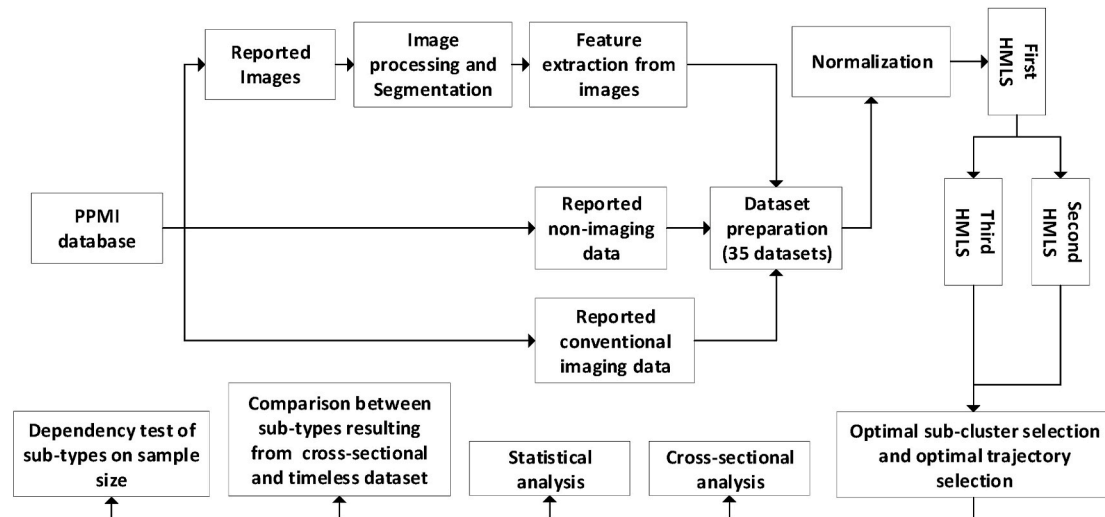 Reported
Images
Image
processing and
Segmentation
Feature
extraction from
images
Normalization
First
HMLS
PPMI
database
Reported
non-imaging
data
Dataset
preparation
(35 datasets)
Third
HMLS
Second
HMLS
Reported
conventional
imaging data
Dependency test of
sub-types on sample
size
Comparison between
sub-types resulting
from cross-sectional
and timeless dataset
Statistical
analysis
Cross-sectional
analysis
Optimal sub-cluster selection
and optimal trajectory
selection